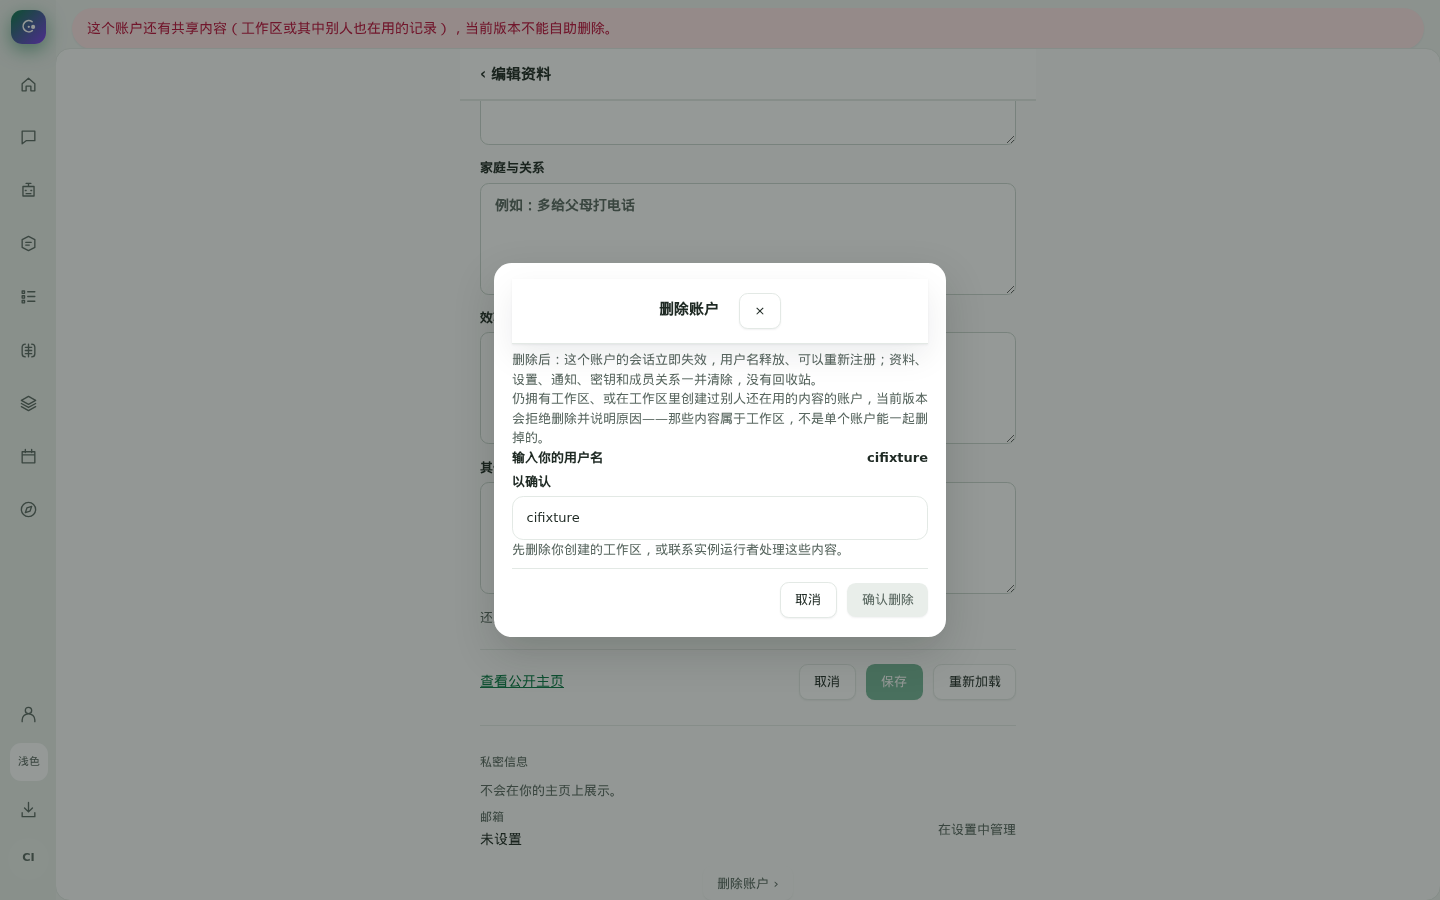 这个账户还有共享内容（工作区或其中别人也在用的记录），当前版本不能自助删除。
‹ 编辑资料
家庭与关系
例如：多给父母打电话
删除账户
×
删除后：这个账户的会话立即失效，用户名释放、可以重新注册；资料、
设置、通知、密钥和成员关系一并清除，没有回收站。
仍拥有工作区、或在工作区里创建过别人还在用的内容的账户，当前版本
会拒绝删除并说明原因——那些内容属于工作区，不是单个账户能一起删
掉的。
输入你的用户名 cifixture
以确认
cifixture
先删除你创建的工作区，或联系实例运行者处理这些内容。
取消 确认删除
效
其
还
查看公开主页 取消 保存 重新加载
私密信息
不会在你的主页上展示。
邮箱
未设置
在设置中管理
删除账户 ›
浅色
CI